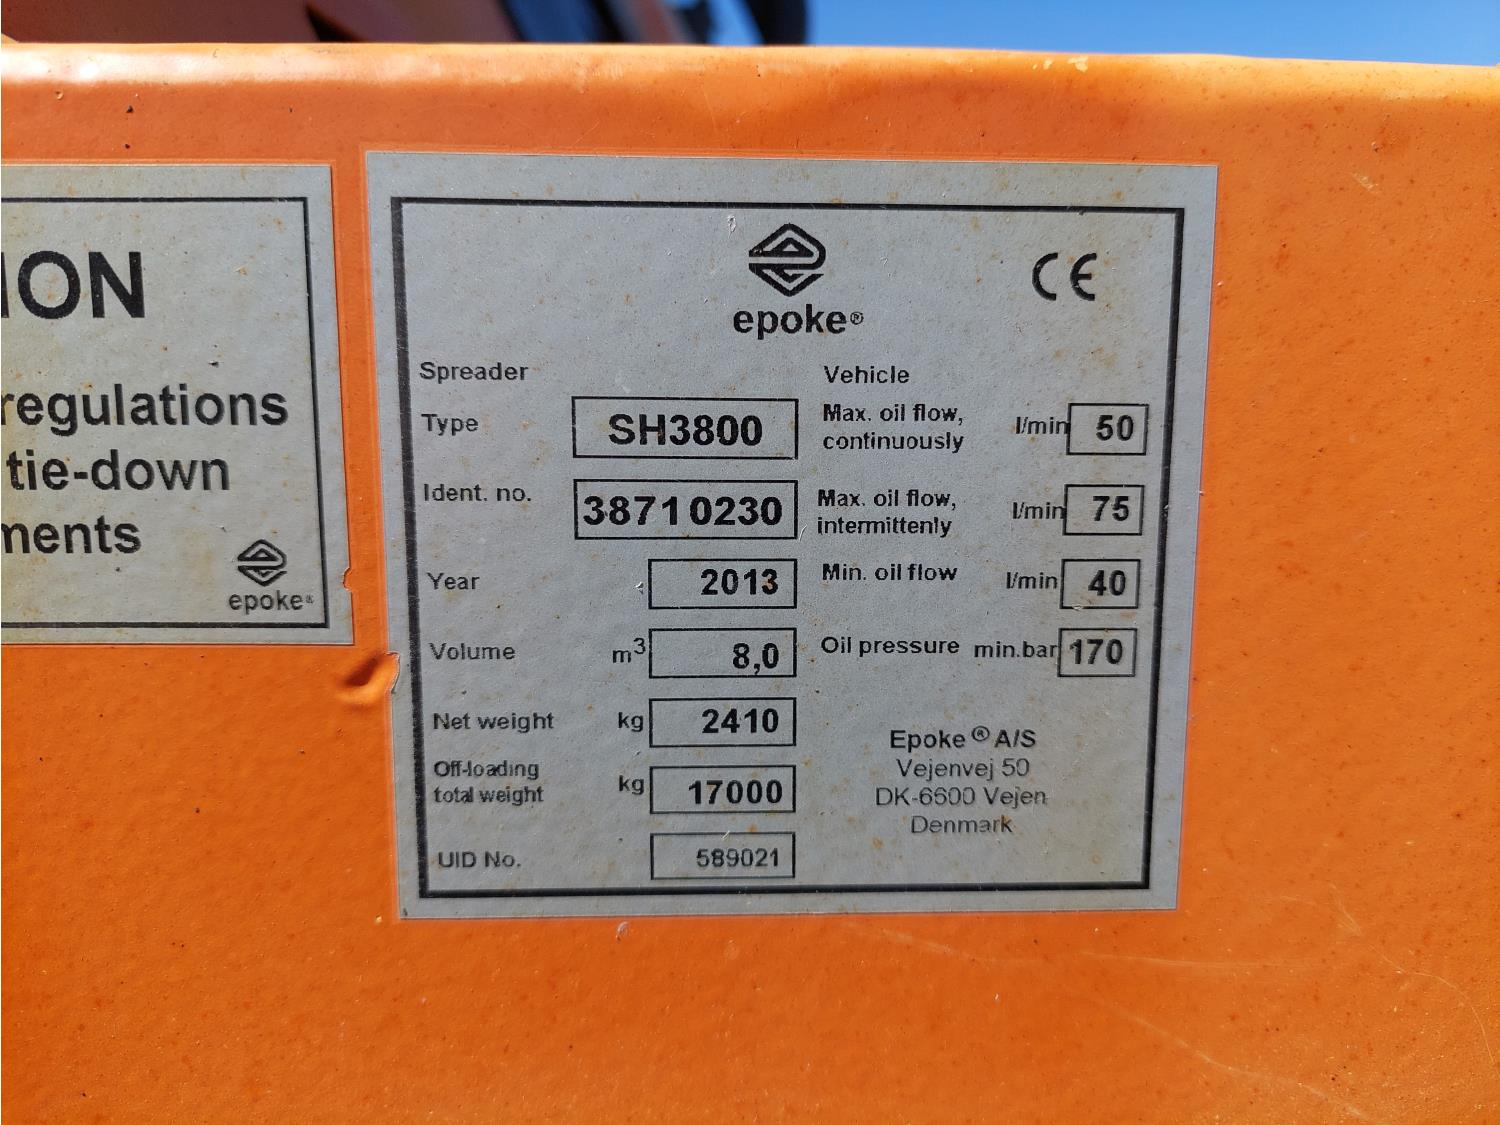 ION
regulations
tie-down
ments
epoke®
epoke®
CE
Spreader
Type SH3800
Ident. no. 38710230
Year 2013
Volume m³ 8,0
Net weight kg 2410
Off-loading
total weight kg 17000
UID No. 589021
Vehicle
Max. oil flow,
continuously l/min 50
Max. oil flow,
intermittenly l/min 75
Min. oil flow l/min 40
Oil pressure min.bar 170
Epoke® A/S
Vejenvej 50
DK-6600 Vejen
Denmark